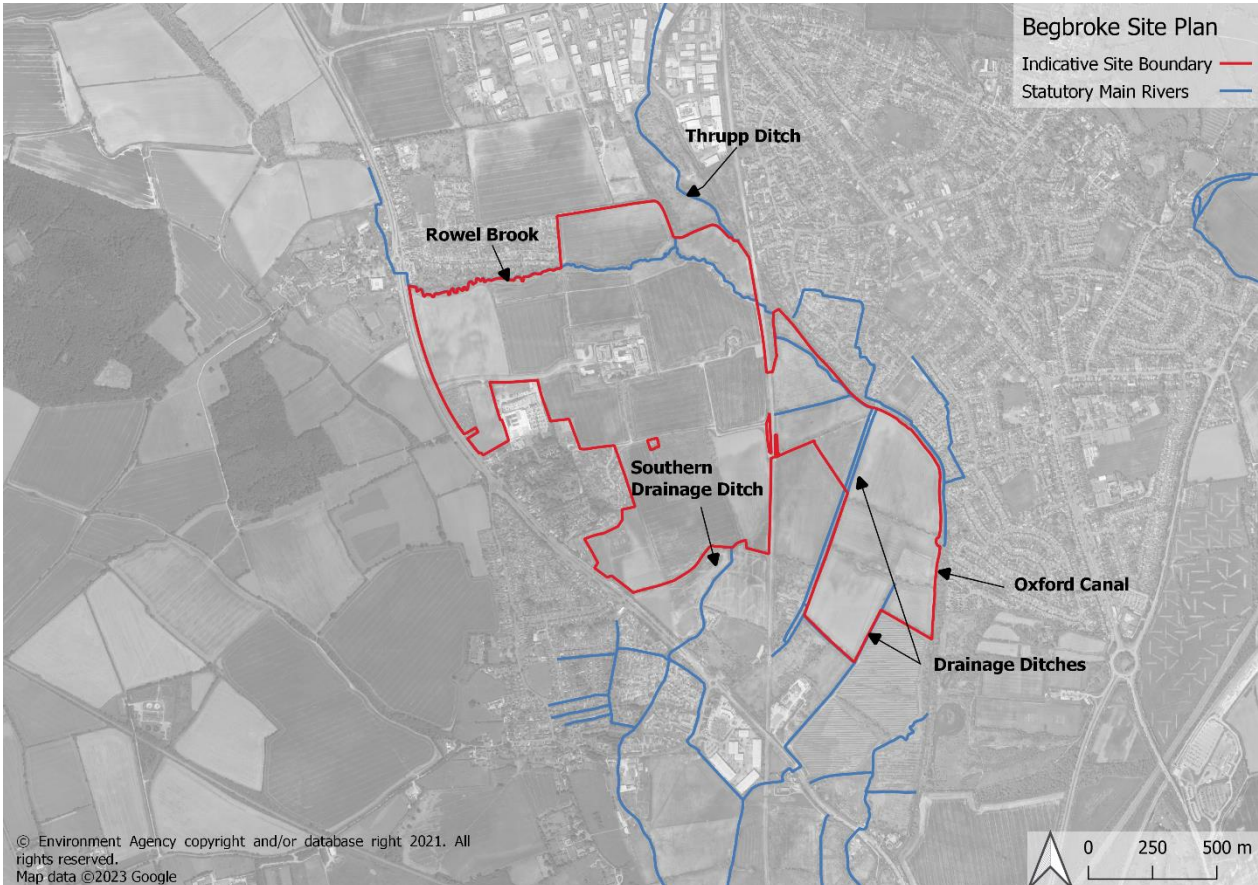 Begbroke Site Plan
Indicative Site Boundary
Statutory Main Rivers
Thrupp Ditch
Rowel Brook
Southern
Drainage Ditch
Oxford Canal
Drainage Ditches
© Environment Agency copyright and/or database right 2021. All
rights reserved.
Map data ©2023 Google
0 250 500 m